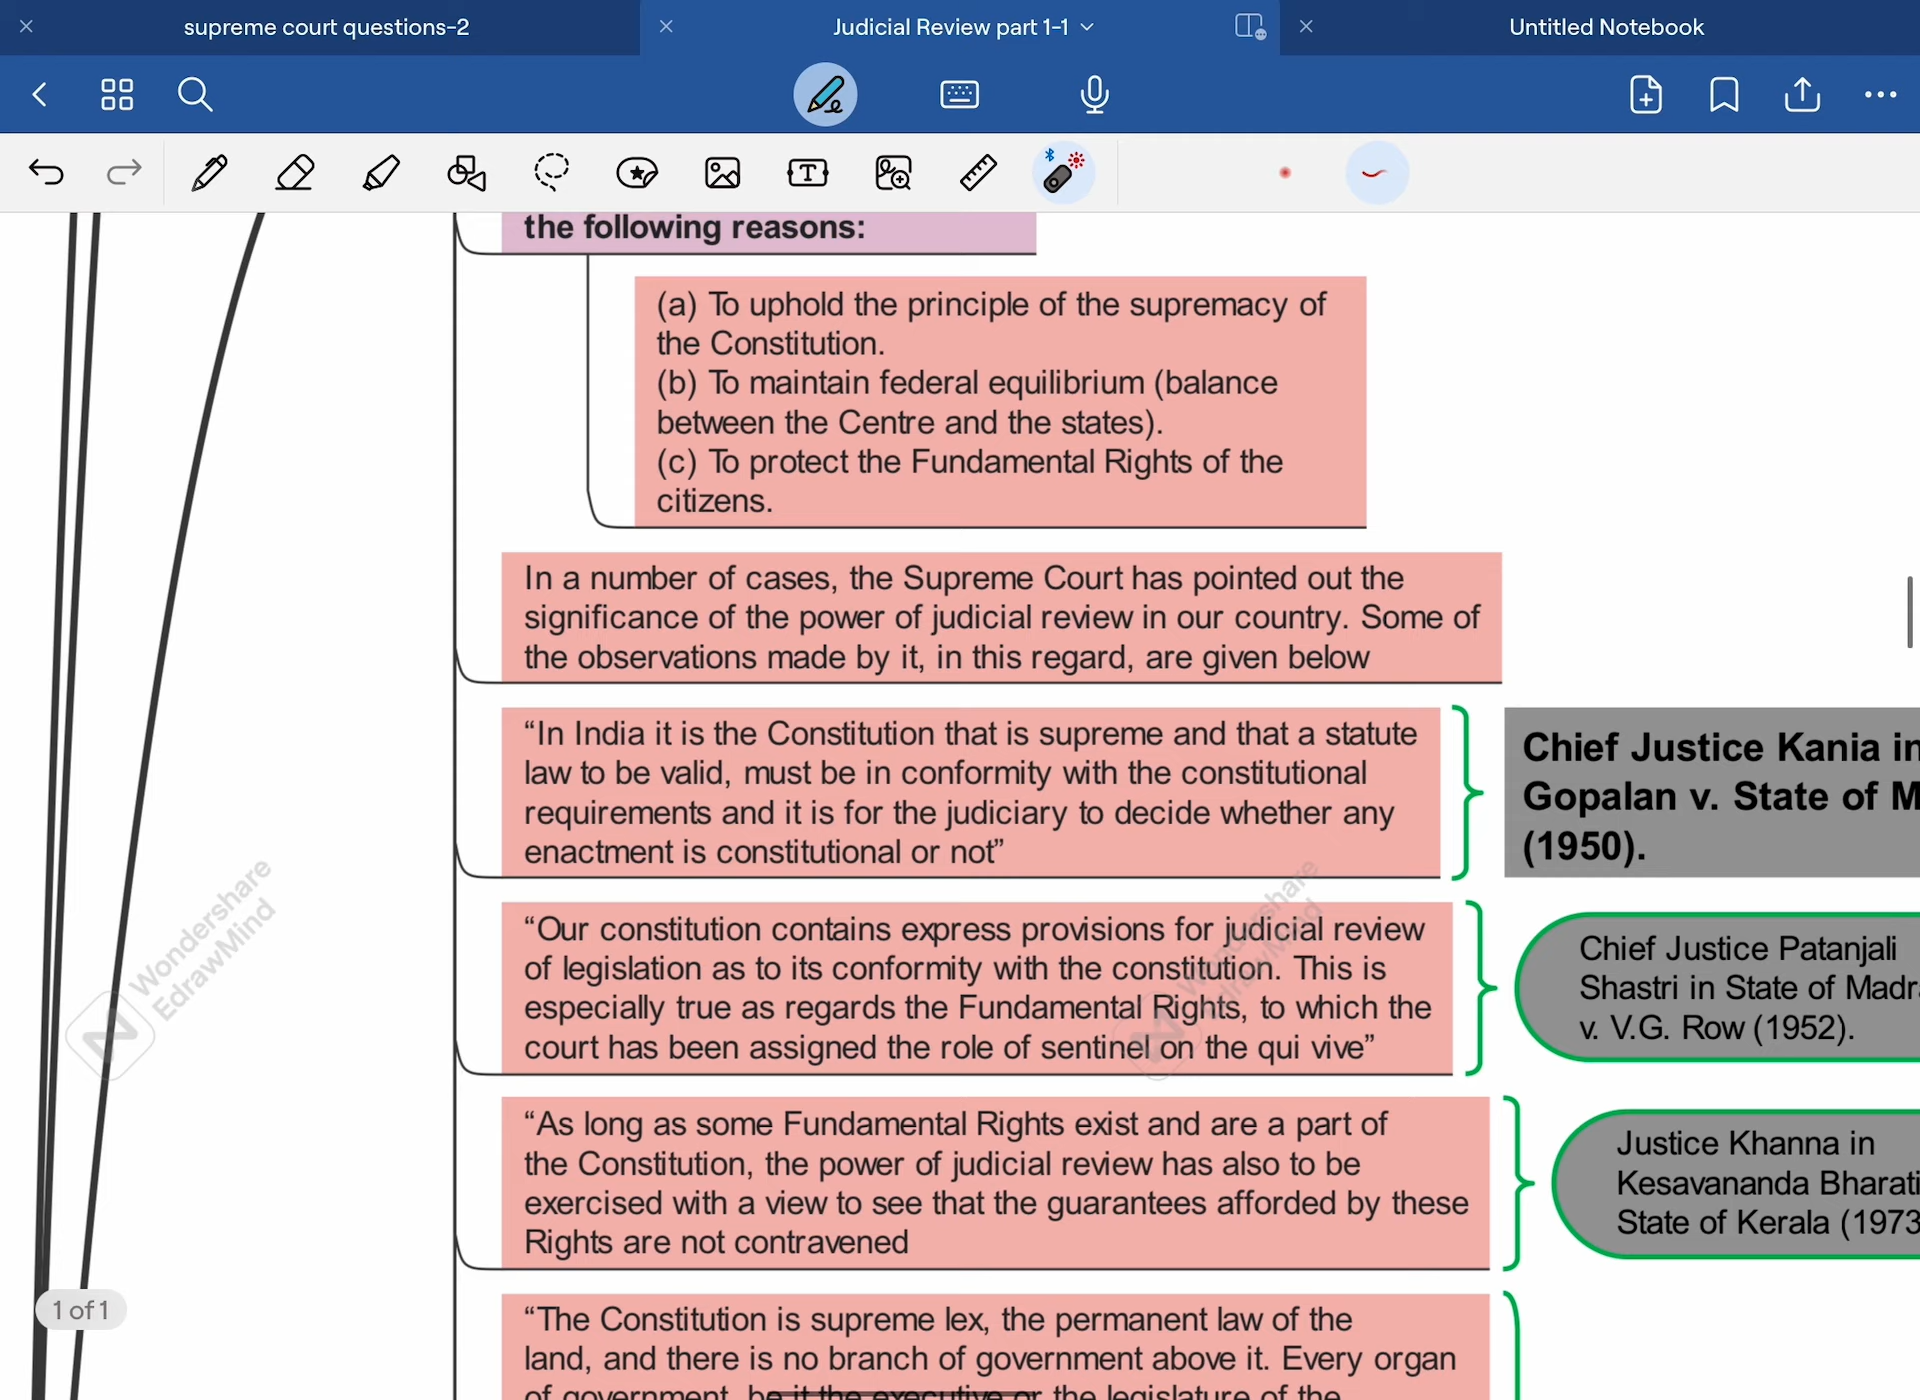 supreme court questions-2
Judicial Review part 1-1
Untitled Notebook
the following reasons:
(a) To uphold the principle of the supremacy of
the Constitution.
(b) To maintain federal equilibrium (balance
between the Centre and the states).
(c) To protect the Fundamental Rights of the
citizens.
In a number of cases, the Supreme Court has pointed out the
significance of the power of judicial review in our country. Some of
the observations made by it, in this regard, are given below
“In India it is the Constitution that is supreme and that a statute
law to be valid, must be in conformity with the constitutional
requirements and it is for the judiciary to decide whether any
enactment is constitutional or not”
Chief Justice Kania in
Gopalan v. State of M
(1950).
“Our constitution contains express provisions for judicial review
of legislation as to its conformity with the constitution. This is
especially true as regards the Fundamental Rights, to which the
court has been assigned the role of sentinel on the qui vive”
Chief Justice Patanjali
Shastri in State of Madr
v. V.G. Row (1952).
“As long as some Fundamental Rights exist and are a part of
the Constitution, the power of judicial review has also to be
exercised with a view to see that the guarantees afforded by these
Rights are not contravened
Justice Khanna in
Kesavananda Bharati
State of Kerala (1973
“The Constitution is supreme lex, the permanent law of the
land, and there is no branch of government above it. Every organ
of government, be it the executive or the legislature of the
Wondershare
EdrawMind
Wondershare
EdrawMind
1 of 1